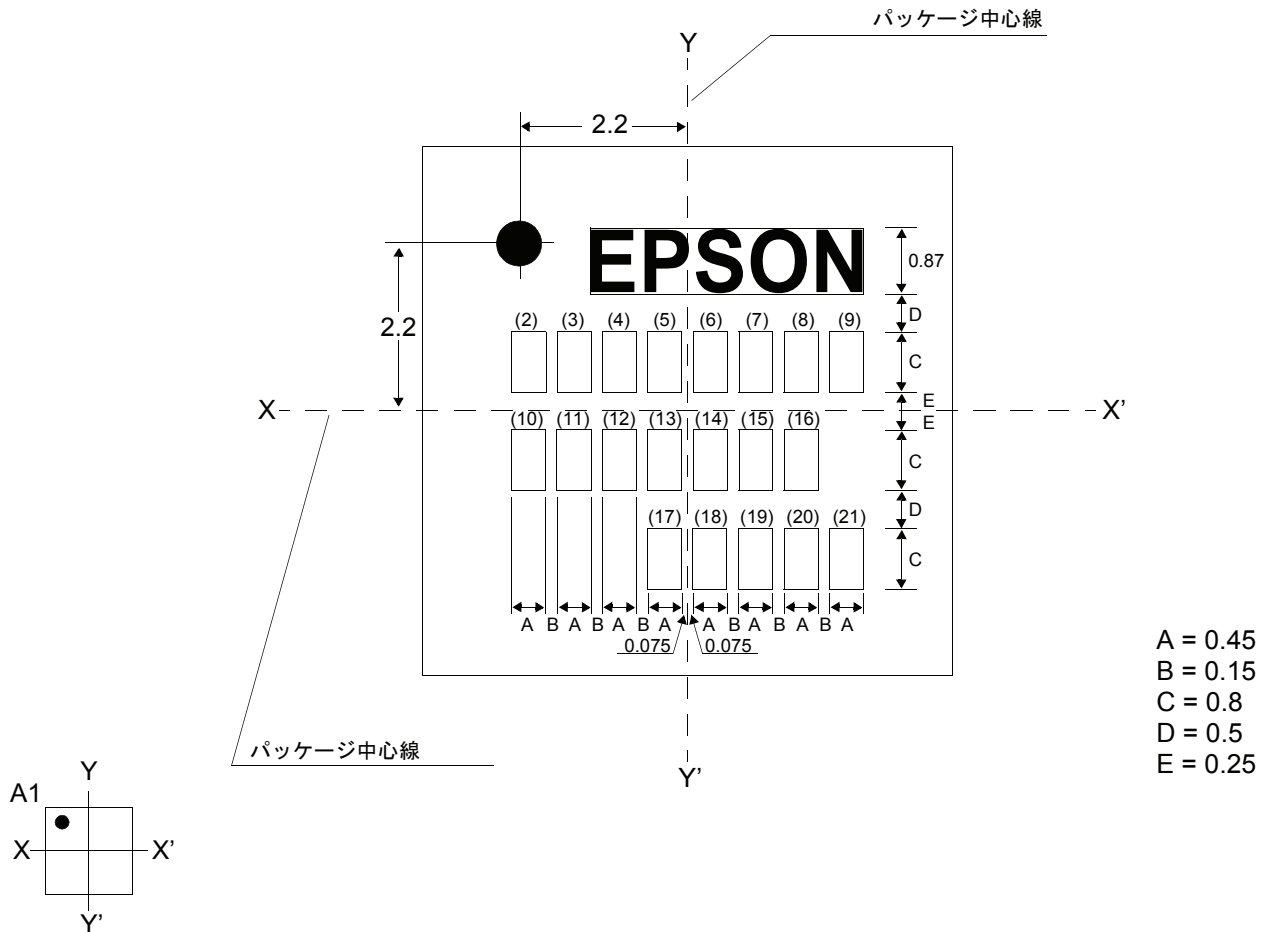 パッケージ中心線
Y
2.2
EPSON
0.87
D
2.2
(2) (3) (4) (5) (6) (7) (8) (9)
C
X X'
E
E
(10) (11) (12) (13) (14) (15) (16)
C
D
(17) (18) (19) (20) (21)
C
A B A B A B A A B A B A B A
0.075 0.075
A = 0.45
B = 0.15
C = 0.8
D = 0.5
E = 0.25
パッケージ中心線
Y'
Y
A1
X X'
Y'